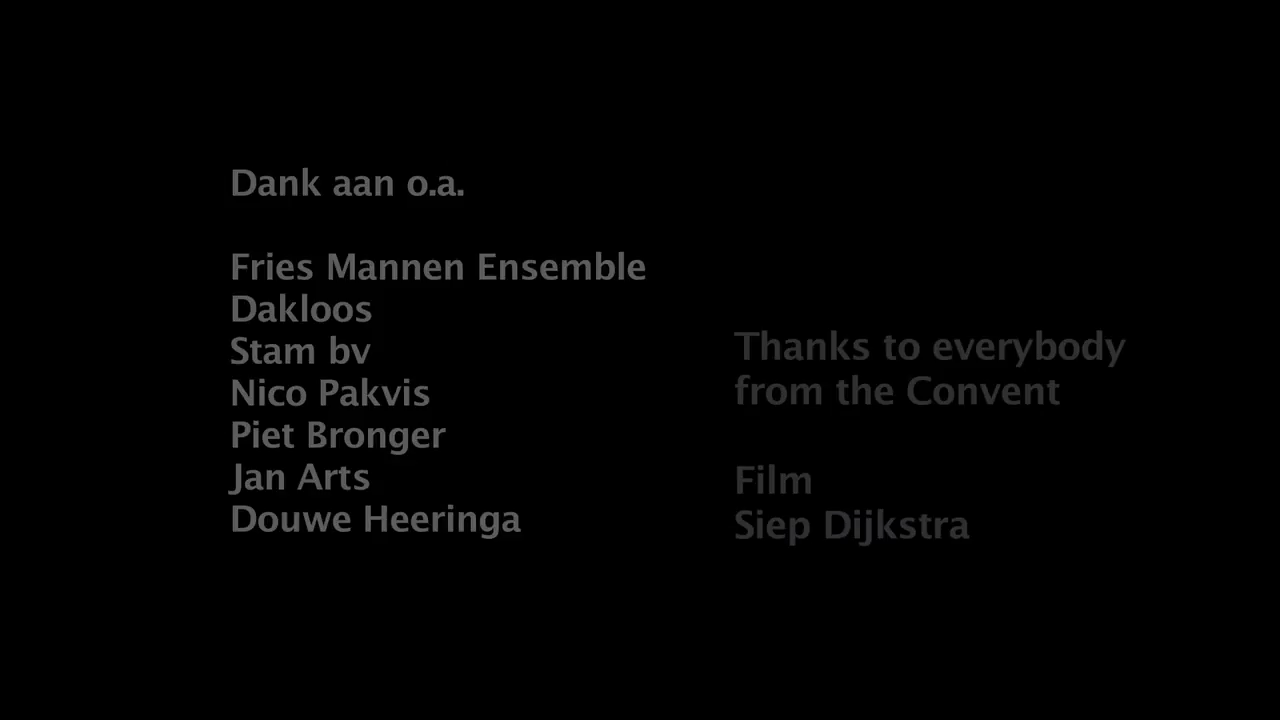 Dank aan o.a.
Fries Mannen Ensemble
Dakloos
Stam bv
Nico Pakvis
Piet Bronger
Jan Arts
Douwe Heeringa
Thanks to everybody
from the Convent
Film
Siep Dijkstra